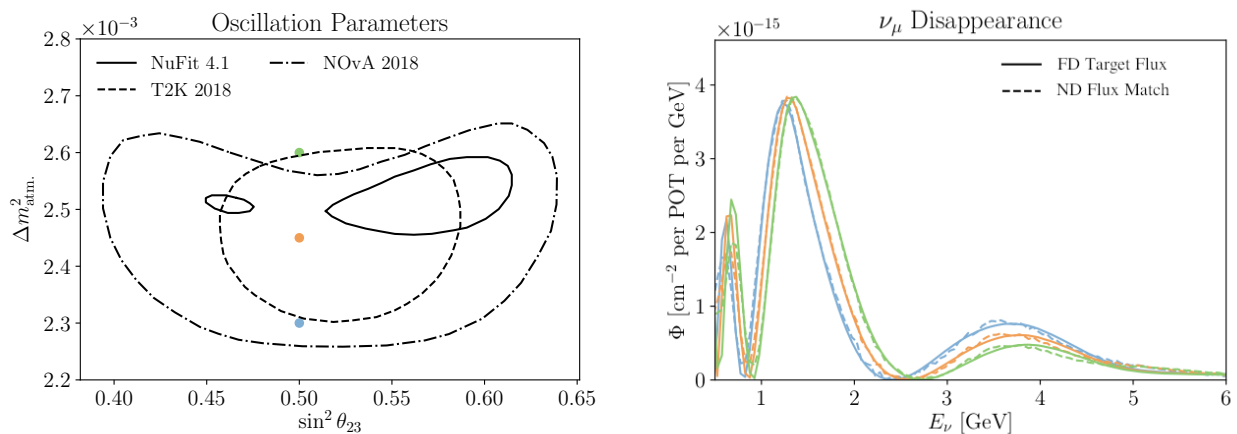 Oscillation Parameters
×10⁻³
2.8
2.7
2.6
2.5
2.4
2.3
2.2
Δm²atm.
NuFit 4.1
T2K 2018
NOvA 2018
0.40
0.45
0.50
0.55
0.60
0.65
sin² θ₂₃
νμ Disappearance
×10⁻¹⁵
4
3
2
1
0
Φ [cm⁻² per POT per GeV]
FD Target Flux
ND Flux Match
1
2
3
4
5
6
Eν [GeV]